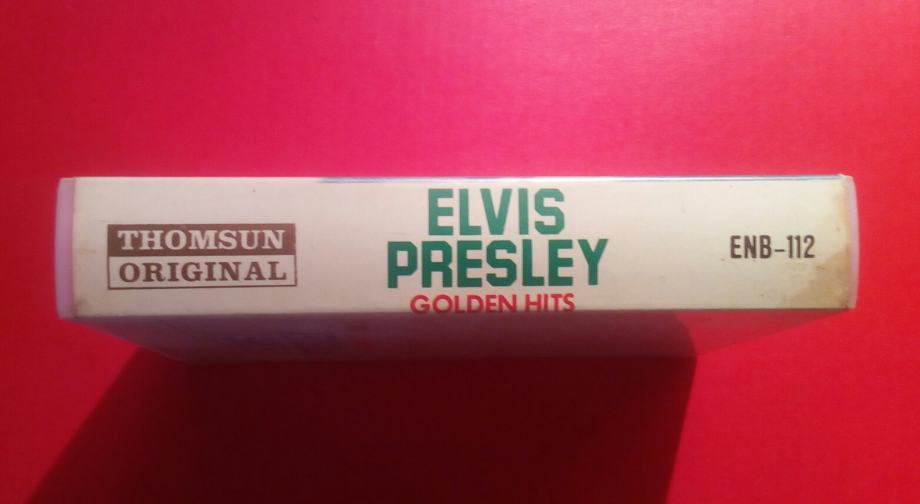 THOMSUN
ORIGINAL
ELVIS
PRESLEY
GOLDEN HITS
ENB-112